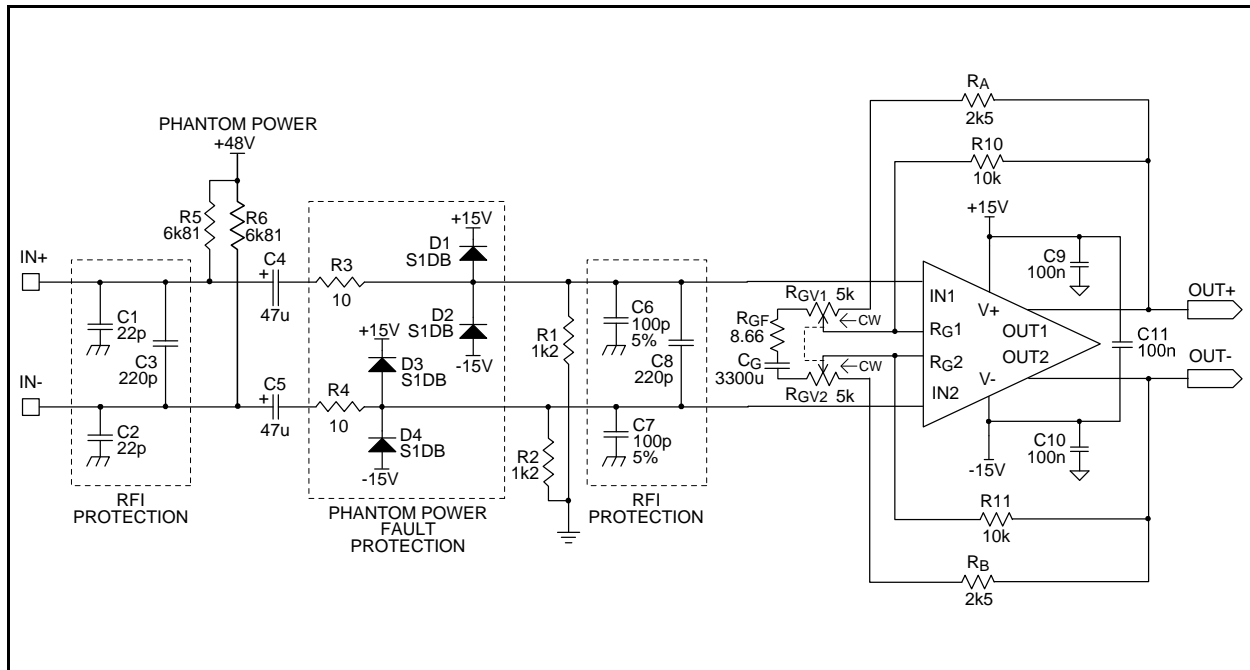 RA
2k5
R10
10k
PHANTOM POWER
+48V
R5
6k81
R6
6k81
+15V
C9
100n
IN+
C4
+
47u
R3
10
+15V
D1
S1DB
D2
S1DB
-15V
C1
22p
C3
220p
R1
1k2
C6
100p
5%
C8
220p
RGV1 5k
CW
RGF
8.66
CG
3300u
CW
RGV2 5k
IN1
V+
RG1
OUT1
RG2
OUT2
V-
IN2
C11
100n
OUT+
OUT-
IN-
C2
22p
C5
+
47u
R4
10
+15V
D3
S1DB
D4
S1DB
-15V
R2
1k2
C7
100p
5%
C10
100n
-15V
RFI
PROTECTION
PHANTOM POWER
FAULT
PROTECTION
RFI
PROTECTION
R11
10k
RB
2k5